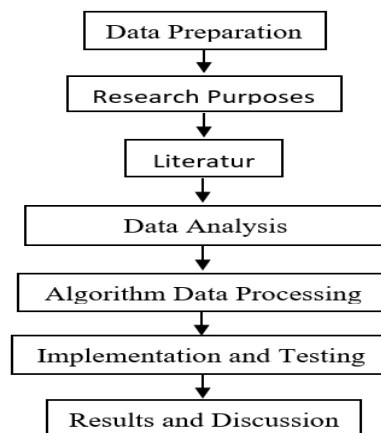 Data Preparation
Research Purposes
Literatur
Data Analysis
Algorithm Data Processing
Implementation and Testing
Results and Discussion